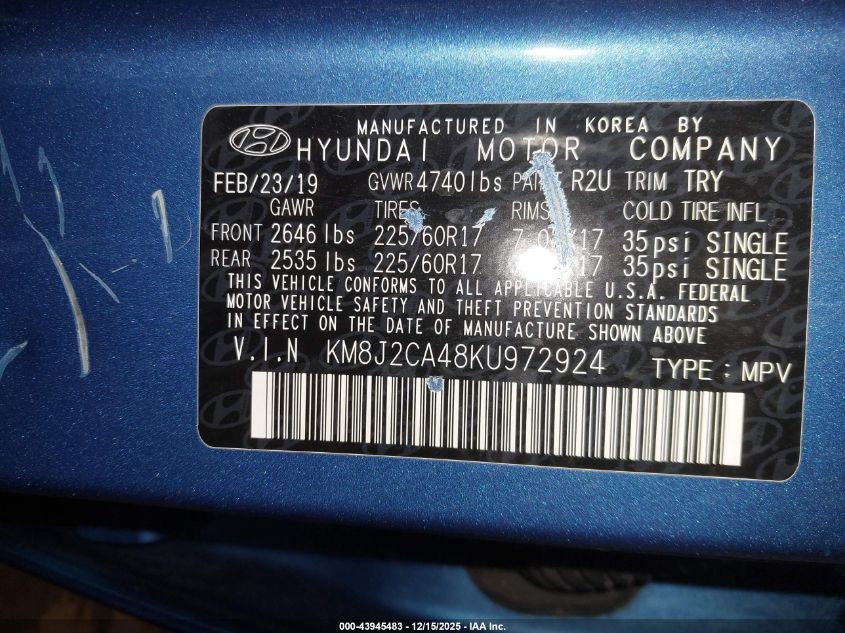 MANUFACTURED IN KOREA BY
HYUNDAI MOTOR COMPANY
FEB/23/19 GVWR 4740lbs PAINT R2U TRIM TRY
GAWR TIRES RIMS COLD TIRE INFL
FRONT 2646 lbs 225/60R17 35psi SINGLE
REAR 2535 lbs 225/60R17 35psi SINGLE
THIS VEHICLE CONFORMS TO ALL APPLICABLE U.S.A. FEDERAL
MOTOR VEHICLE SAFETY AND THEFT PREVENTION STANDARDS
IN EFFECT ON THE DATE OF MANUFACTURE SHOWN ABOVE
V.I.N KM8J2CA48KU972924 TYPE : MPV
000-43945483 - 12/15/2025 - IAA Inc.